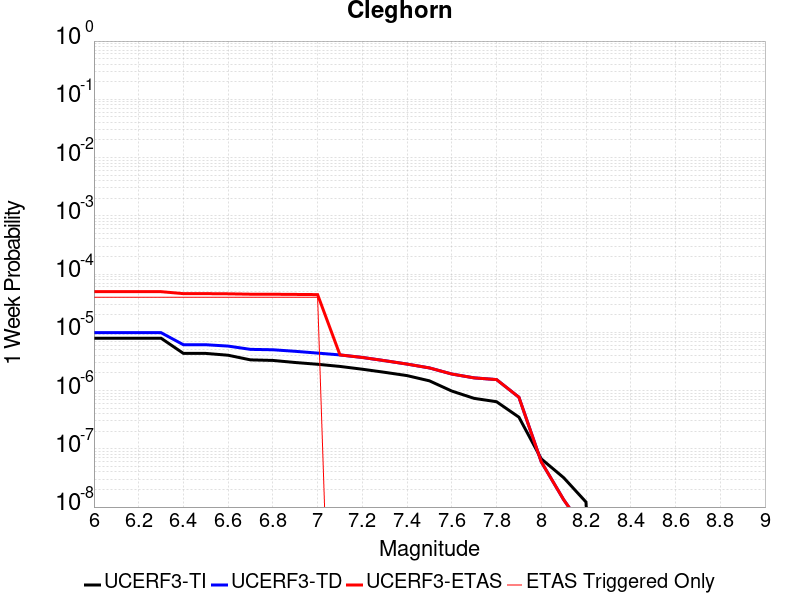 Cleghorn
10^0
10^-1
10^-2
10^-3
10^-4
10^-5
10^-6
10^-7
10^-8
1 Week Probability
6 6.2 6.4 6.6 6.8 7 7.2 7.4 7.6 7.8 8 8.2 8.4 8.6 8.8 9
Magnitude
UCERF3-TI UCERF3-TD UCERF3-ETAS ETAS Triggered Only